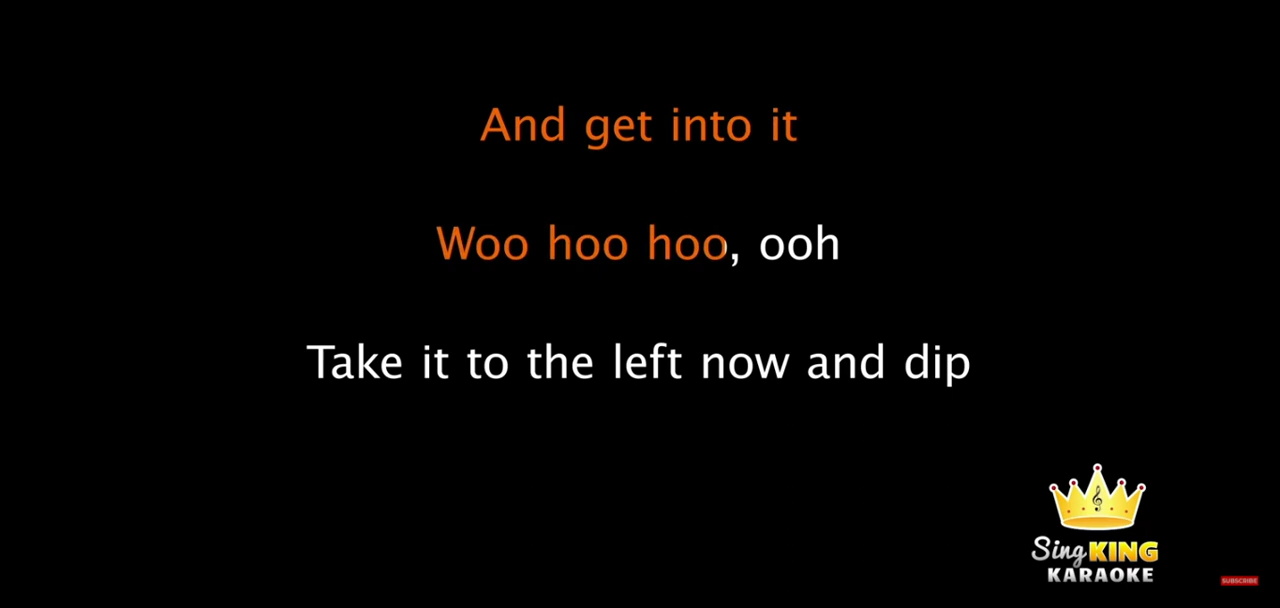 And get into it
Woo hoo hoo, ooh
Take it to the left now and dip
Sing KING
KARAOKE
SUBSCRIBE